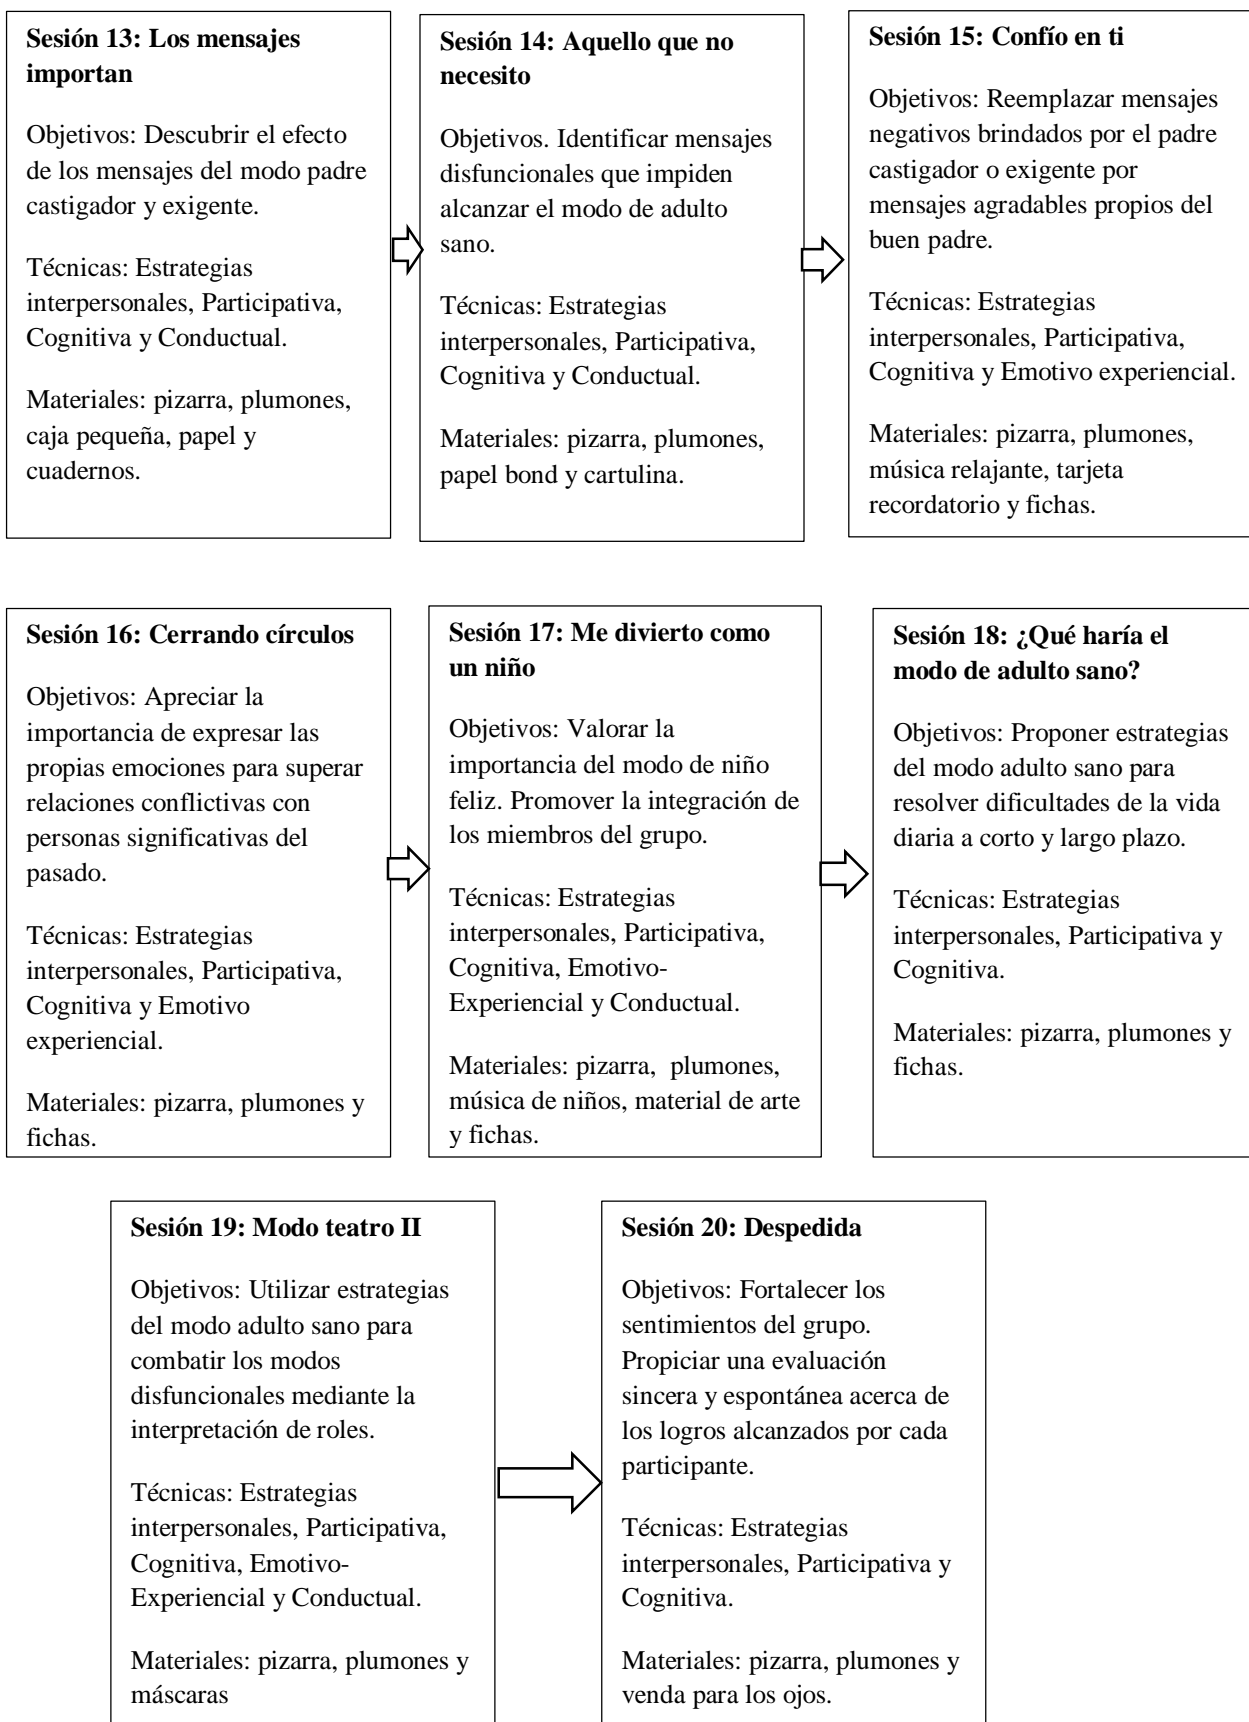 Sesión 13: Los mensajes
importan
Objetivos: Descubrir el efecto
de los mensajes del modo padre
castigador y exigente.
Técnicas: Estrategias
interpersonales, Participativa,
Cognitiva y Conductual.
Materiales: pizarra, plumones,
caja pequeña, papel y
cuadernos.
Sesión 14: Aquello que no
necesito
Objetivos. Identificar mensajes
disfuncionales que impiden
alcanzar el modo de adulto
sano.
Técnicas: Estrategias
interpersonales, Participativa,
Cognitiva y Conductual.
Materiales: pizarra, plumones,
papel bond y cartulina.
Sesión 15: Confío en ti
Objetivos: Reemplazar mensajes
negativos brindados por el padre
castigador o exigente por
mensajes agradables propios del
buen padre.
Técnicas: Estrategias
interpersonales, Participativa,
Cognitiva y Emotivo experiencial.
Materiales: pizarra, plumones,
música relajante, tarjeta
recordatorio y fichas.
Sesión 16: Cerrando círculos
Objetivos: Apreciar la
importancia de expresar las
propias emociones para superar
relaciones conflictivas con
personas significativas del
pasado.
Técnicas: Estrategias
interpersonales, Participativa,
Cognitiva y Emotivo
experiencial.
Materiales: pizarra, plumones y
fichas.
Sesión 17: Me divierto como
un niño
Objetivos: Valorar la
importancia del modo de niño
feliz. Promover la integración de
los miembros del grupo.
Técnicas: Estrategias
interpersonales, Participativa,
Cognitiva, Emotivo-
Experiencial y Conductual.
Materiales: pizarra, plumones,
música de niños, material de arte
y fichas.
Sesión 18: ¿Qué haría el
modo de adulto sano?
Objetivos: Proponer estrategias
del modo adulto sano para
resolver dificultades de la vida
diaria a corto y largo plazo.
Técnicas: Estrategias
interpersonales, Participativa y
Cognitiva.
Materiales: pizarra, plumones y
fichas.
Sesión 19: Modo teatro II
Objetivos: Utilizar estrategias
del modo adulto sano para
combatir los modos
disfuncionales mediante la
interpretación de roles.
Técnicas: Estrategias
interpersonales, Participativa,
Cognitiva, Emotivo-
Experiencial y Conductual.
Materiales: pizarra, plumones y
máscaras
Sesión 20: Despedida
Objetivos: Fortalecer los
sentimientos del grupo.
Propiciar una evaluación
sincera y espontánea acerca de
los logros alcanzados por cada
participante.
Técnicas: Estrategias
interpersonales, Participativa y
Cognitiva.
Materiales: pizarra, plumones y
venda para los ojos.